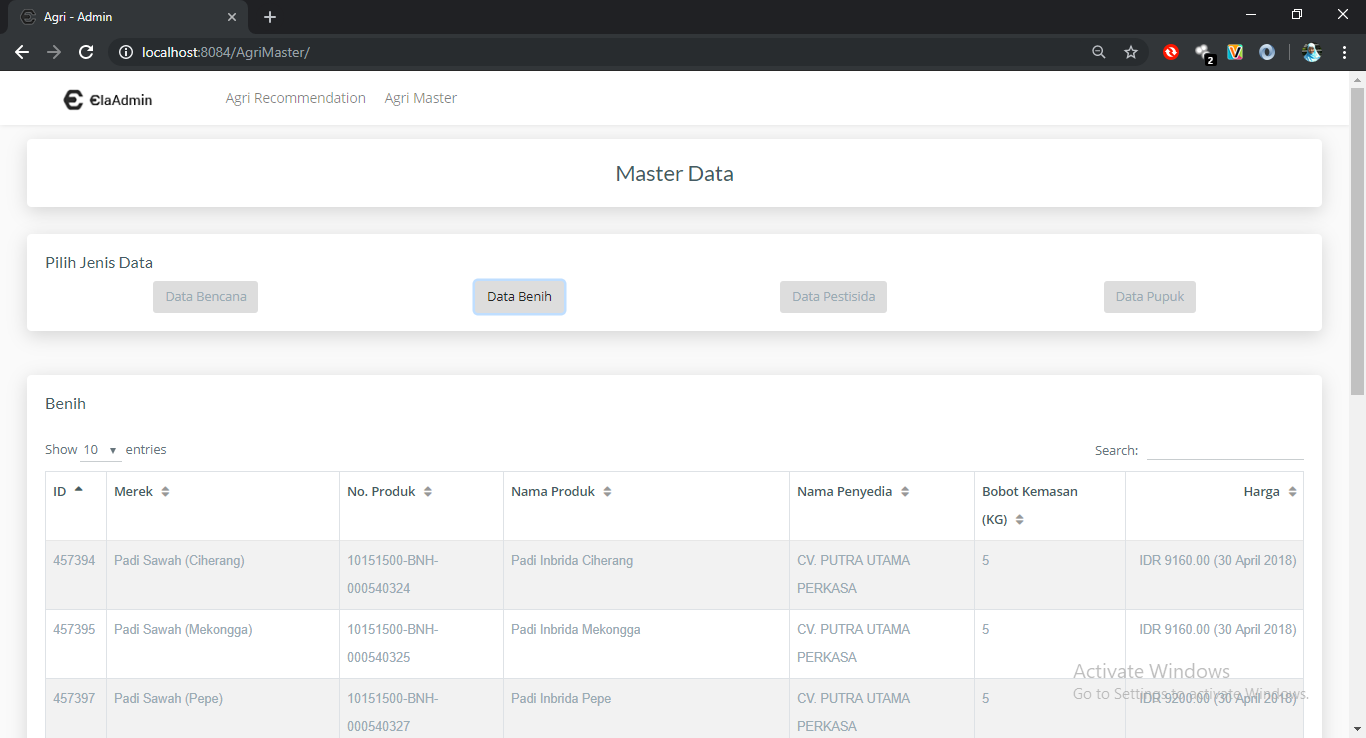 Agri - Admin
localhost:8084/AgriMaster/
2
ElaAdmin
Agri Recommendation Agri Master
Master Data
Pilih Jenis Data
Data Bencana Data Benih Data Pestisida Data Pupuk
Benih
Show 10 entries Search:
ID Merek No. Produk Nama Produk Nama Penyedia Bobot Kemasan Harga
(KG)
457394 Padi Sawah (Ciherang) 10151500-BNH- Padi Inbrida Ciherang CV. PUTRA UTAMA 5 IDR 9160.00 (30 April 2018)
000540324 PERKASA
457395 Padi Sawah (Mekongga) 10151500-BNH- Padi Inbrida Mekongga CV. PUTRA UTAMA 5 IDR 9160.00 (30 April 2018)
000540325 PERKASA
Activate Windows
457397 Padi Sawah (Pepe) 10151500-BNH- Padi Inbrida Pepe CV. PUTRA UTAMA 5 IDR 9200.00 (30 April 2018)
Go to Settings to activate Windows.
000540327 PERKASA